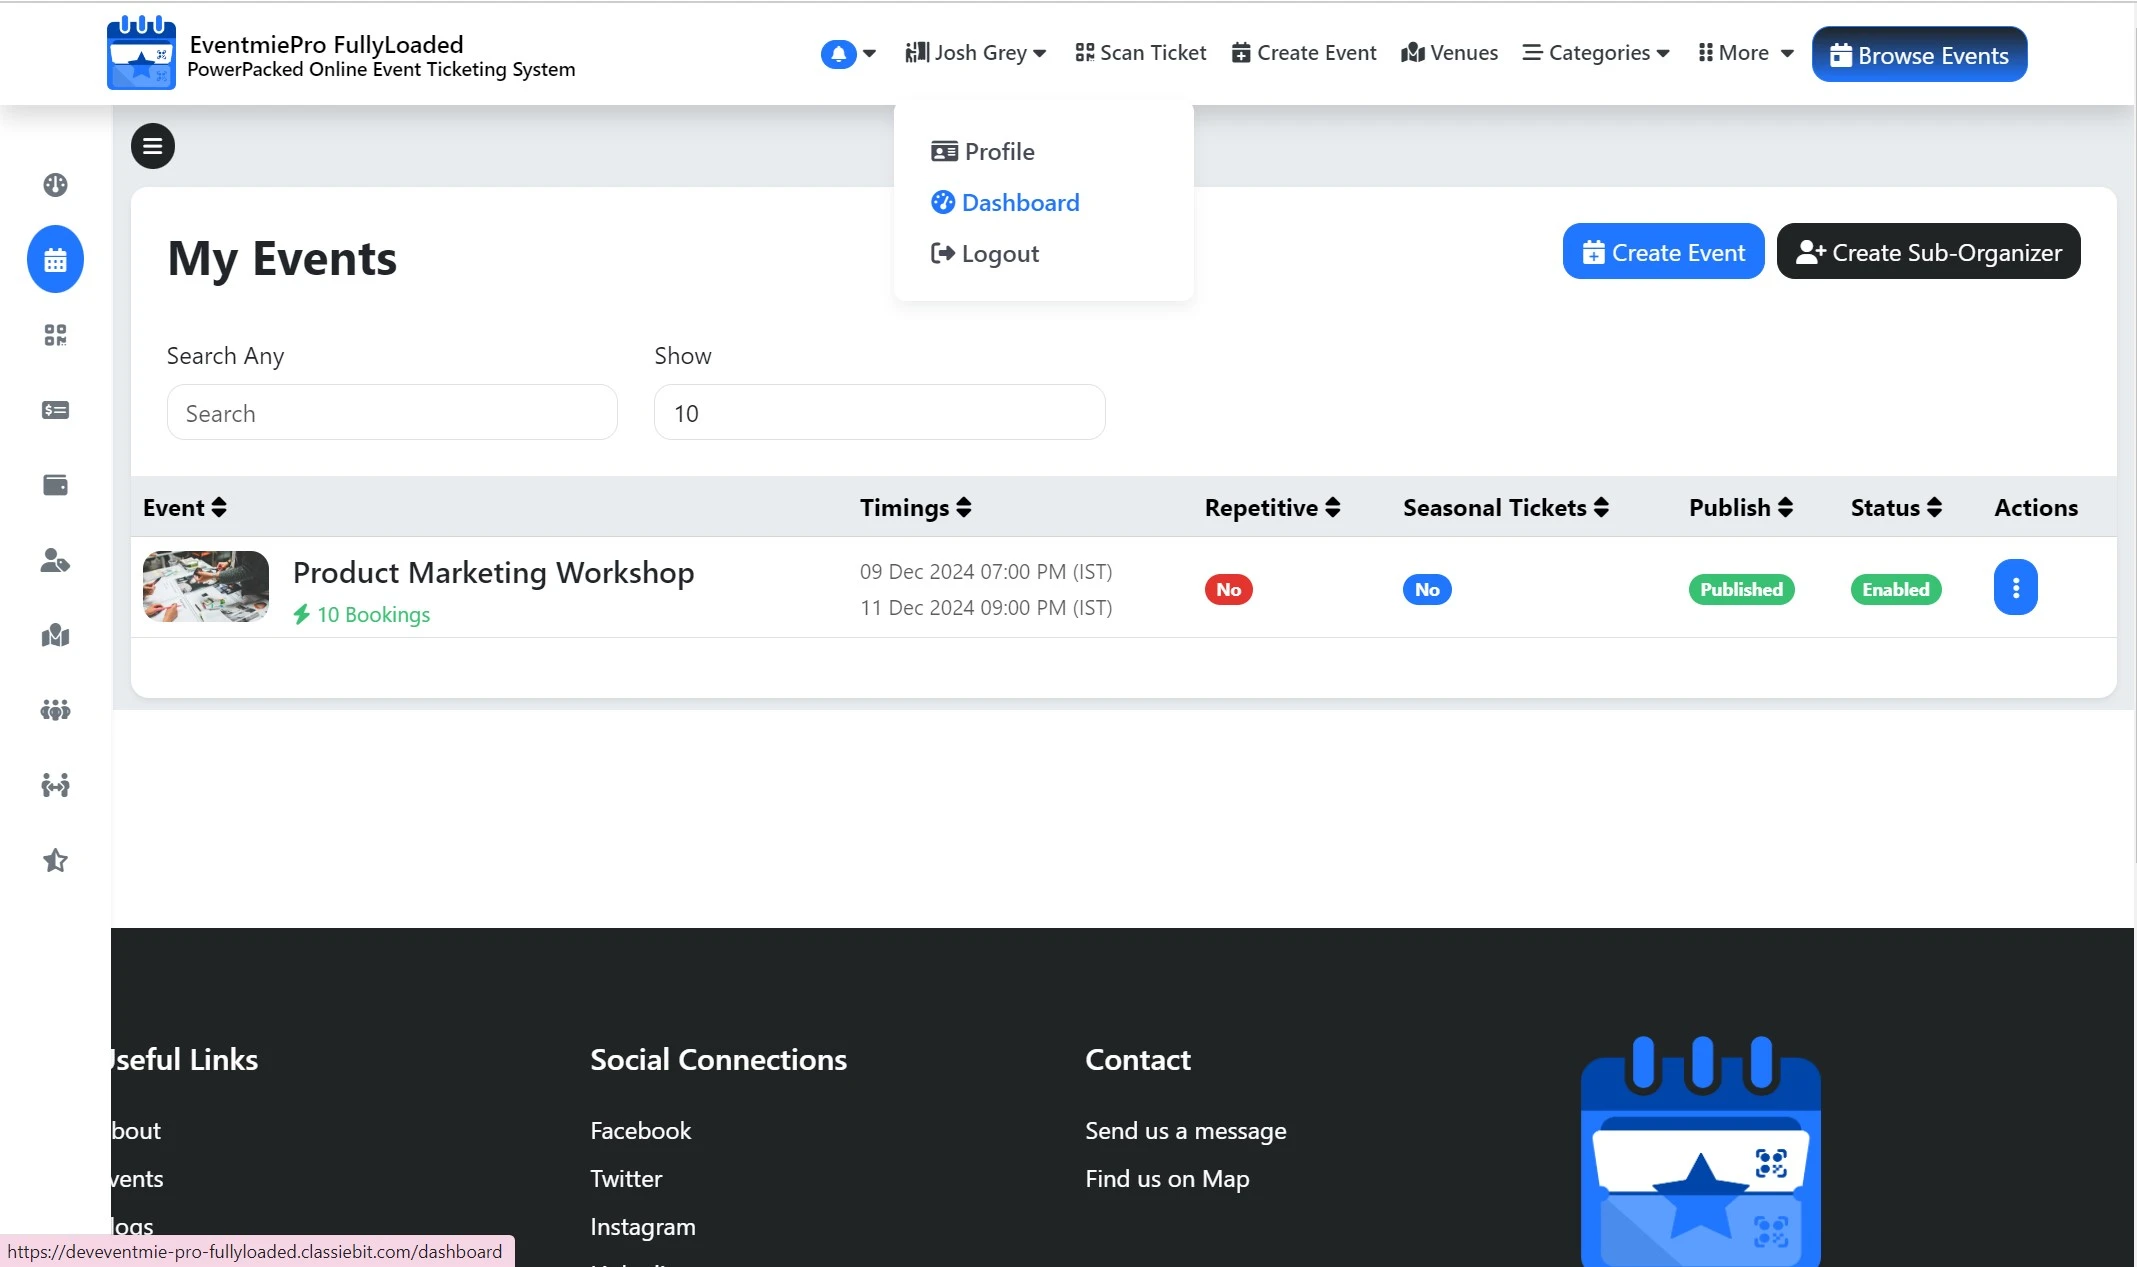 EventmiePro FullyLoaded
PowerPacked Online Event Ticketing System
Josh Grey
Scan Ticket
Create Event
Venues
Categories
More
Browse Events
Profile
Dashboard
Logout
My Events
Create Event
Create Sub-Organizer
Search Any
Show
Search
10
Event
Timings
Repetitive
Seasonal Tickets
Publish
Status
Actions
Product Marketing Workshop
10 Bookings
09 Dec 2024 07:00 PM (IST)
11 Dec 2024 09:00 PM (IST)
No
No
Published
Enabled
seful Links
Social Connections
Contact
bout
Facebook
Send us a message
vents
Twitter
Find us on Map
logs
Instagram
https://deveventmie-pro-fullyloaded.classiebit.com/dashboard